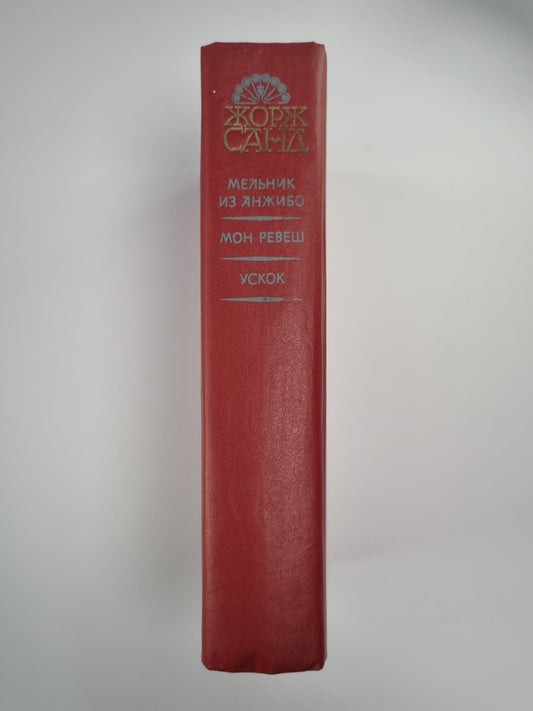 ЖОРЖ
САНД
МЕЛЬНИК
ИЗ АНЖИБО
МОН РЕВЕШ
УСКОК